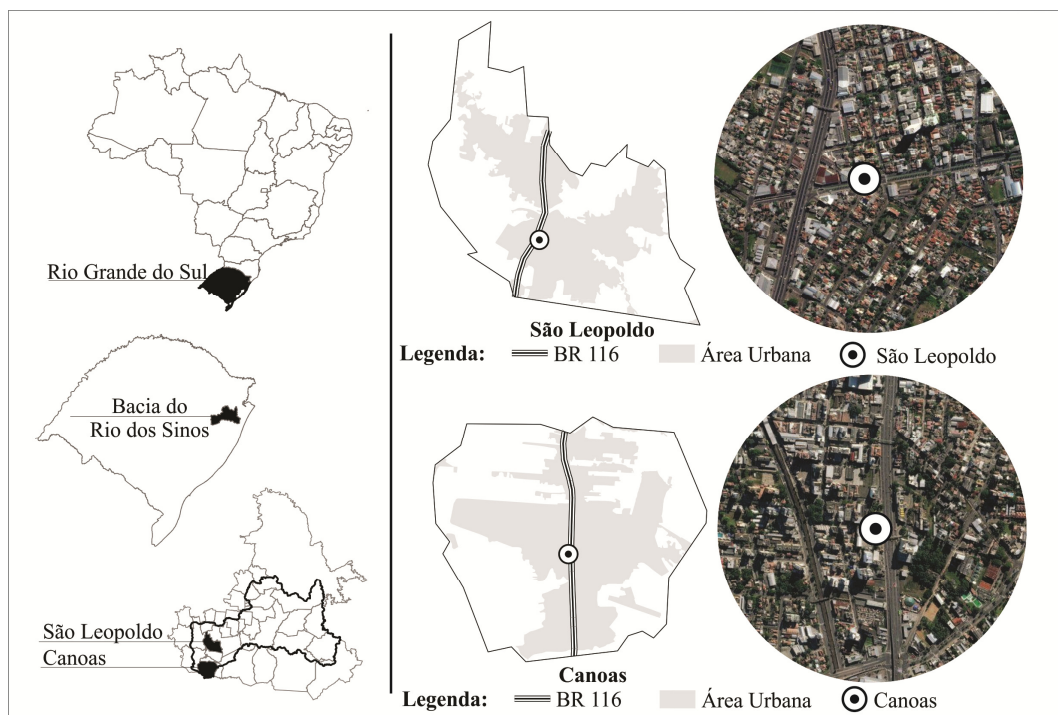 Rio Grande do Sul
Bacia do
Rio dos Sinos
São Leopoldo
Canoas
São Leopoldo
Legenda: BR 116 Área Urbana São Leopoldo
Canoas
Legenda: BR 116 Área Urbana Canoas